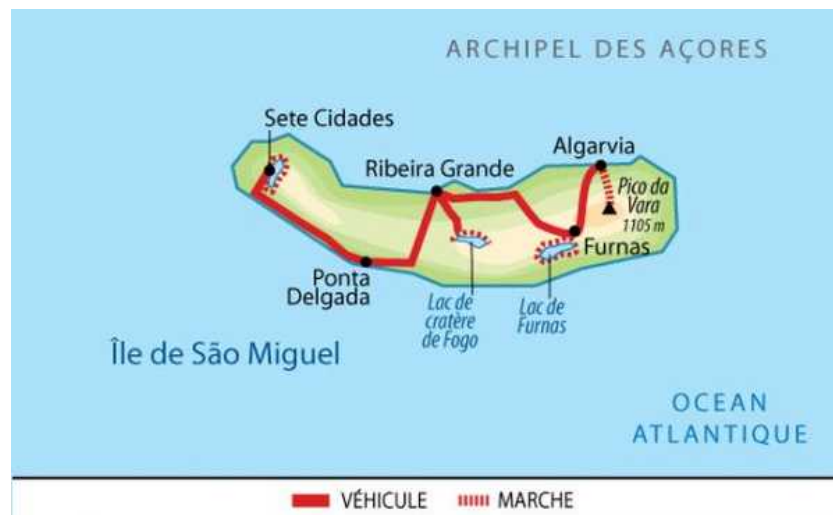 ARCHIPEL DES AÇORES
Sete Cidades
Ribeira Grande
Algarvia
Pico da
Vara
1105 m
Furnas
Ponta
Delgada
Lac de
cratère
de Fogo
Lac de
Furnas
Île de São Miguel
OCEAN
ATLANTIQUE
VÉHICULE
MARCHE